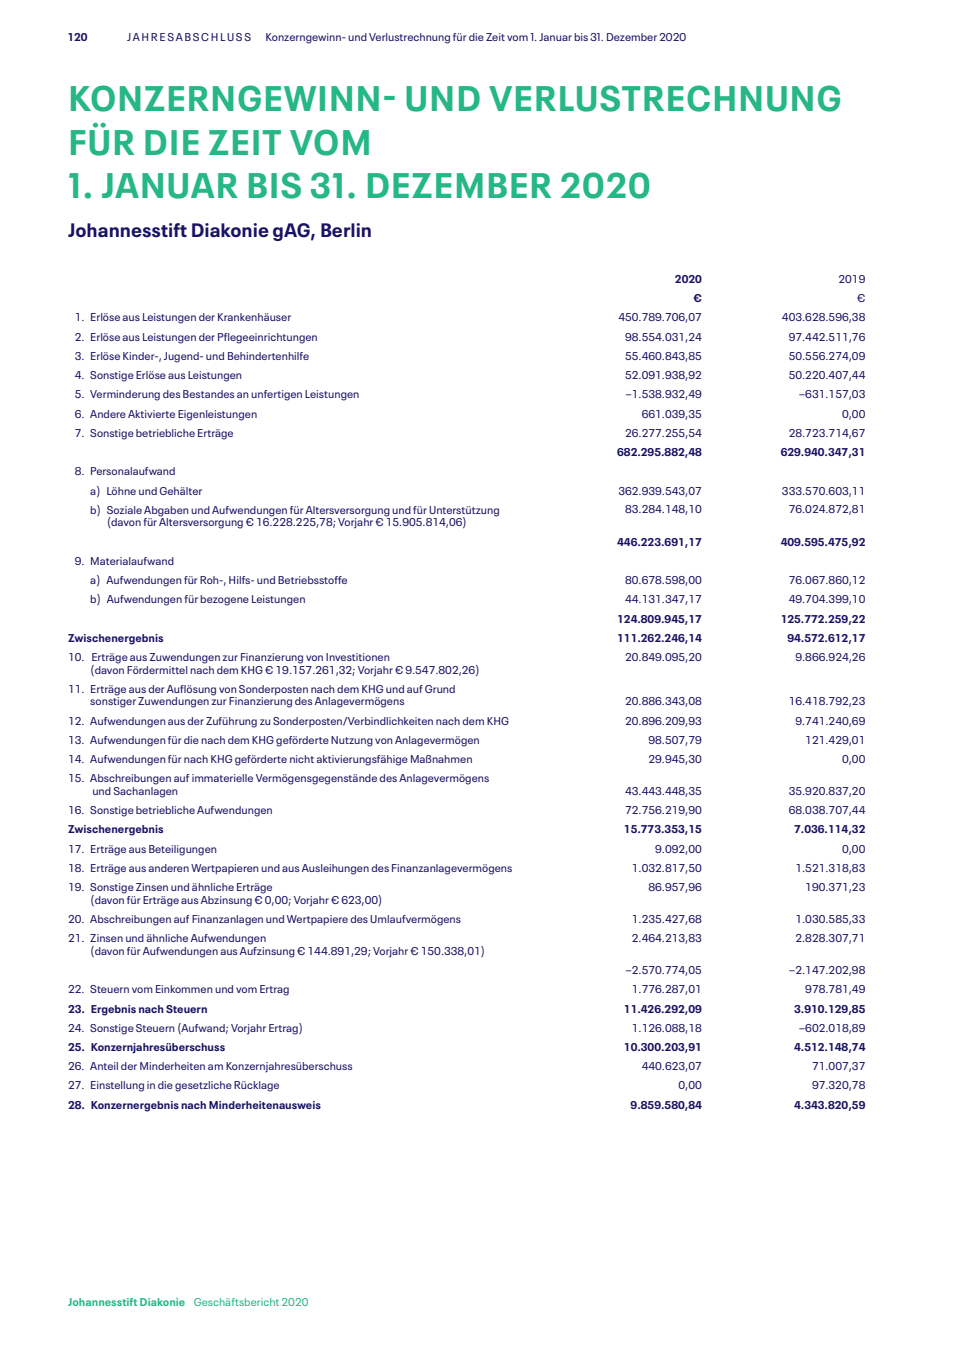 120 JAHRESABSCHLUSS Konzerngewinn- und Verlustrechnung für die Zeit vom 1. Januar bis 31. Dezember 2020
KONZERNGEWINN- UND VERLUSTRECHNUNG
FÜR DIE ZEIT VOM
1. JANUAR BIS 31. DEZEMBER 2020
Johannesstift Diakonie gAG, Berlin
2020 2019
€ €
1. Erlöse aus Leistungen der Krankenhäuser 450.789.706,07 403.628.596,38
2. Erlöse aus Leistungen der Pflegeeinrichtungen 98.554.031,24 97.442.511,76
3. Erlöse Kinder-, Jugend- und Behindertenhilfe 55.460.843,85 50.556.274,09
4. Sonstige Erlöse aus Leistungen 52.091.938,92 50.220.407,44
5. Verminderung des Bestandes an unfertigen Leistungen –1.538.932,49 –631.157,03
6. Andere Aktivierte Eigenleistungen 661.039,35 0,00
7. Sonstige betriebliche Erträge 26.277.255,54 28.723.714,67
682.295.882,48 629.940.347,31
8. Personalaufwand
a) Löhne und Gehälter 362.939.543,07 333.570.603,11
b) Soziale Abgaben und Aufwendungen für Altersversorgung und für Unterstützung 83.284.148,10 76.024.872,81
(davon für Altersversorgung € 16.228.225,78; Vorjahr € 15.905.814,06)
446.223.691,17 409.595.475,92
9. Materialaufwand
a) Aufwendungen für Roh-, Hilfs- und Betriebsstoffe 80.678.598,00 76.067.860,12
b) Aufwendungen für bezogene Leistungen 44.131.347,17 49.704.399,10
124.809.945,17 125.772.259,22
Zwischenergebnis 111.262.246,14 94.572.612,17
10. Erträge aus Zuwendungen zur Finanzierung von Investitionen 20.849.095,20 9.866.924,26
(davon Fördermittel nach dem KHG € 19.157.261,32; Vorjahr € 9.547.802,26)
11. Erträge aus der Auflösung von Sonderposten nach dem KHG und auf Grund
sonstiger Zuwendungen zur Finanzierung des Anlagevermögens 20.886.343,08 16.418.792,23
12. Aufwendungen aus der Zuführung zu Sonderposten/Verbindlichkeiten nach dem KHG 20.896.209,93 9.741.240,69
13. Aufwendungen für die nach dem KHG geförderte Nutzung von Anlagevermögen 98.507,79 121.429,01
14. Aufwendungen für nach KHG geförderte nicht aktivierungsfähige Maßnahmen 29.945,30 0,00
15. Abschreibungen auf immaterielle Vermögensgegenstände des Anlagevermögens
und Sachanlagen 43.443.448,35 35.920.837,20
16. Sonstige betriebliche Aufwendungen 72.756.219,90 68.038.707,44
Zwischenergebnis 15.773.353,15 7.036.114,32
17. Erträge aus Beteiligungen 9.092,00 0,00
18. Erträge aus anderen Wertpapieren und aus Ausleihungen des Finanzanlagevermögens 1.032.817,50 1.521.318,83
19. Sonstige Zinsen und ähnliche Erträge 86.957,96 190.371,23
(davon für Erträge aus Abzinsung € 0,00; Vorjahr € 623,00)
20. Abschreibungen auf Finanzanlagen und Wertpapiere des Umlaufvermögens 1.235.427,68 1.030.585,33
21. Zinsen und ähnliche Aufwendungen 2.464.213,83 2.828.307,71
(davon für Aufwendungen aus Aufzinsung € 144.891,29; Vorjahr € 150.338,01)
–2.570.774,05 –2.147.202,98
22. Steuern vom Einkommen und vom Ertrag 1.776.287,01 978.781,49
23. Ergebnis nach Steuern 11.426.292,09 3.910.129,85
24. Sonstige Steuern (Aufwand; Vorjahr Ertrag) 1.126.088,18 –602.018,89
25. Konzernjahresüberschuss 10.300.203,91 4.512.148,74
26. Anteil der Minderheiten am Konzernjahresüberschuss 440.623,07 71.007,37
27. Einstellung in die gesetzliche Rücklage 0,00 97.320,78
28. Konzernergebnis nach Minderheitenausweis 9.859.580,84 4.343.820,59
Johannesstift Diakonie Geschäftsbericht 2020